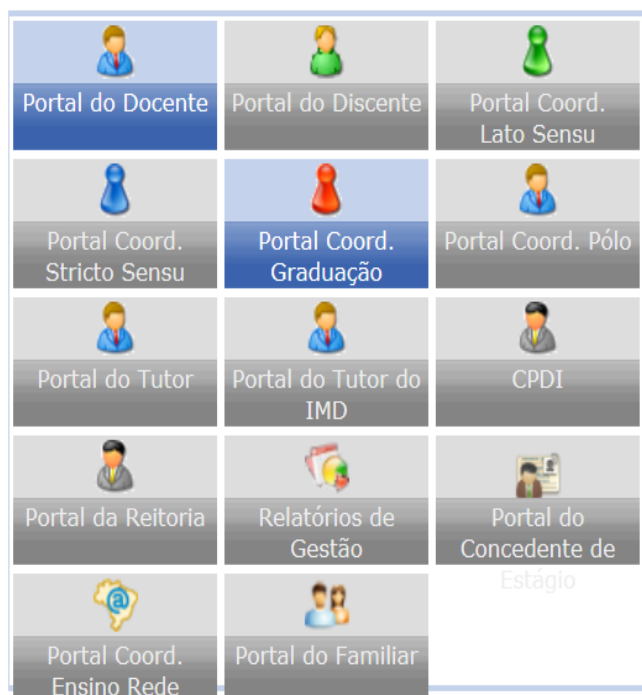 Portal do Docente
Portal do Discente
Portal Coord.
Lato Sensu
Portal Coord.
Stricto Sensu
Portal Coord.
Graduação
Portal Coord. Pólo
Portal do Tutor
Portal do Tutor do
IMD
CPDI
Portal da Reitoria
Relatórios de
Gestão
Portal do
Concedente de
Estágio
@
Portal Coord.
Ensino Rede
Portal do Familiar